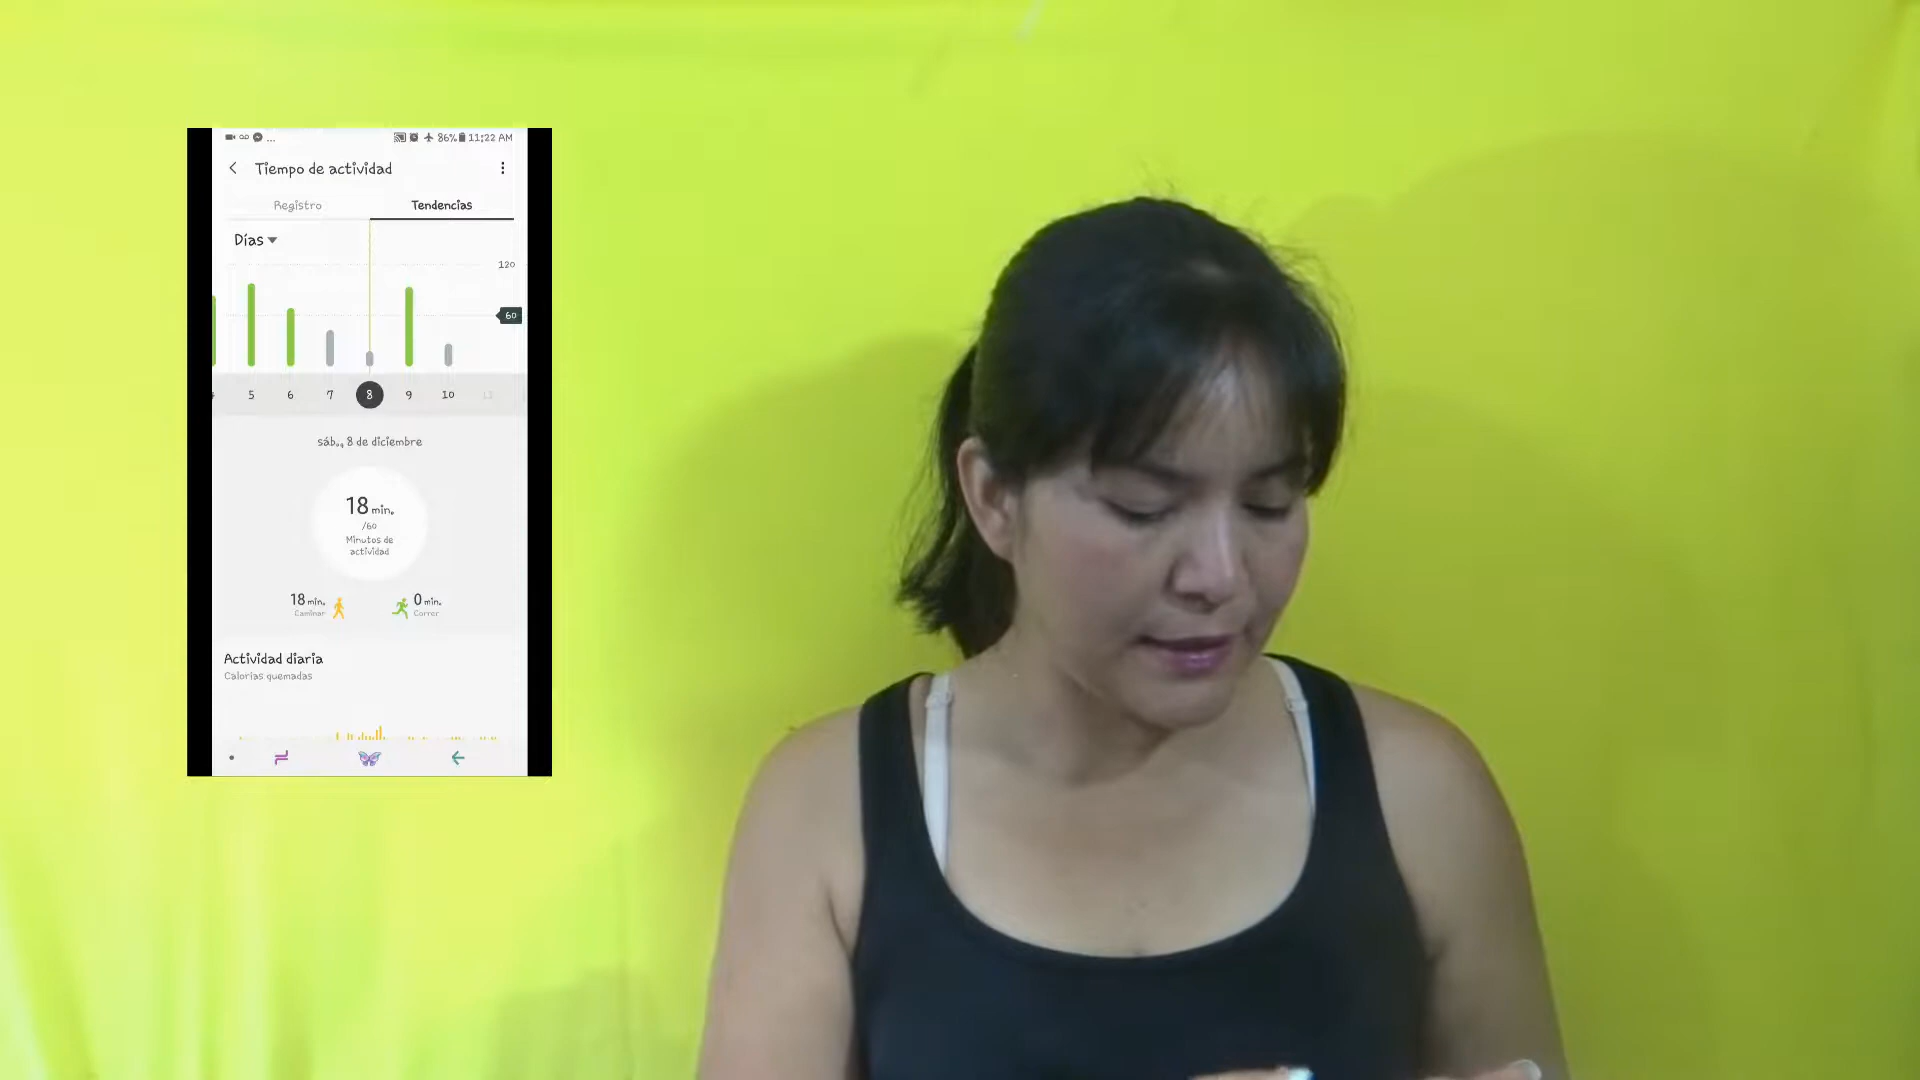 ... 86% 11:22 AM
Tiempo de actividad
Registro Tendencias
Días
120
60
5 6 7 8 9 10
sáb., 8 de diciembre
18 min.
/60
Minutos de
actividad
18 min. 0 min.
Caminar Correr
Actividad diaria
Calorías quemadas